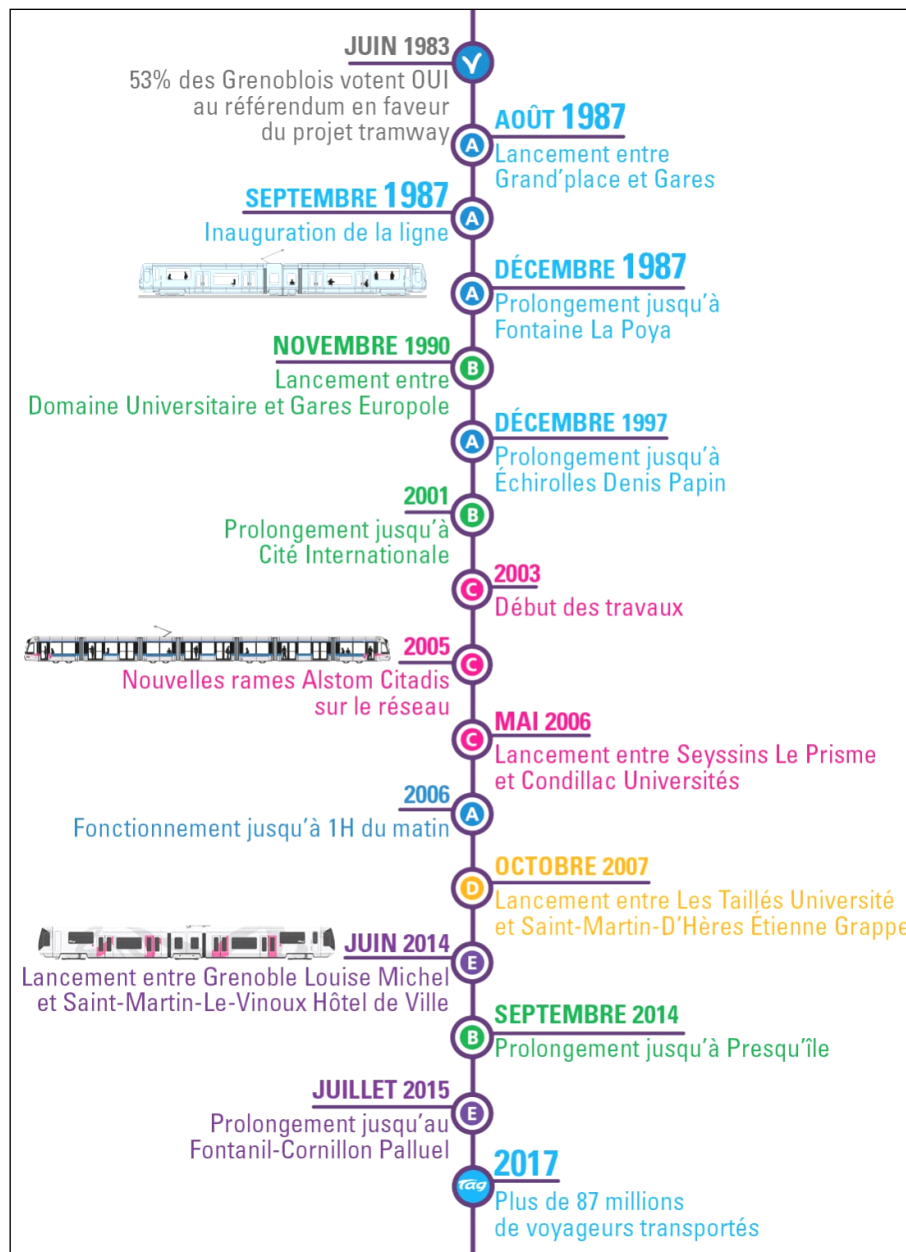 JUIN 1983
53% des Grenoblois votent OUI
au référendum en faveur
du projet tramway
AOÛT 1987
A
Lancement entre
Grand'place et Gares
SEPTEMBRE 1987
A
Inauguration de la ligne
DÉCEMBRE 1987
A
Prolongement jusqu'à
Fontaine La Poya
NOVEMBRE 1990
B
Lancement entre
Domaine Universitaire et Gares Europole
DÉCEMBRE 1997
A
Prolongement jusqu'à
Échirolles Denis Papin
2001
B
Prolongement jusqu'à
Cité Internationale
2003
C
Début des travaux
2005
C
Nouvelles rames Alstom Citadis
sur le réseau
MAI 2006
C
Lancement entre Seyssins Le Prisme
et Condillac Universités
2006
A
Fonctionnement jusqu'à 1H du matin
OCTOBRE 2007
D
Lancement entre Les Taillés Université
et Saint-Martin-D'Hères Étienne Grappe
JUIN 2014
E
Lancement entre Grenoble Louise Michel
et Saint-Martin-Le-Vinoux Hôtel de Ville
SEPTEMBRE 2014
B
Prolongement jusqu'à Presqu'île
JUILLET 2015
E
Prolongement jusqu'au
Fontanil-Cornillon Palluel
2017
Tag
Plus de 87 millions
de voyageurs transportés